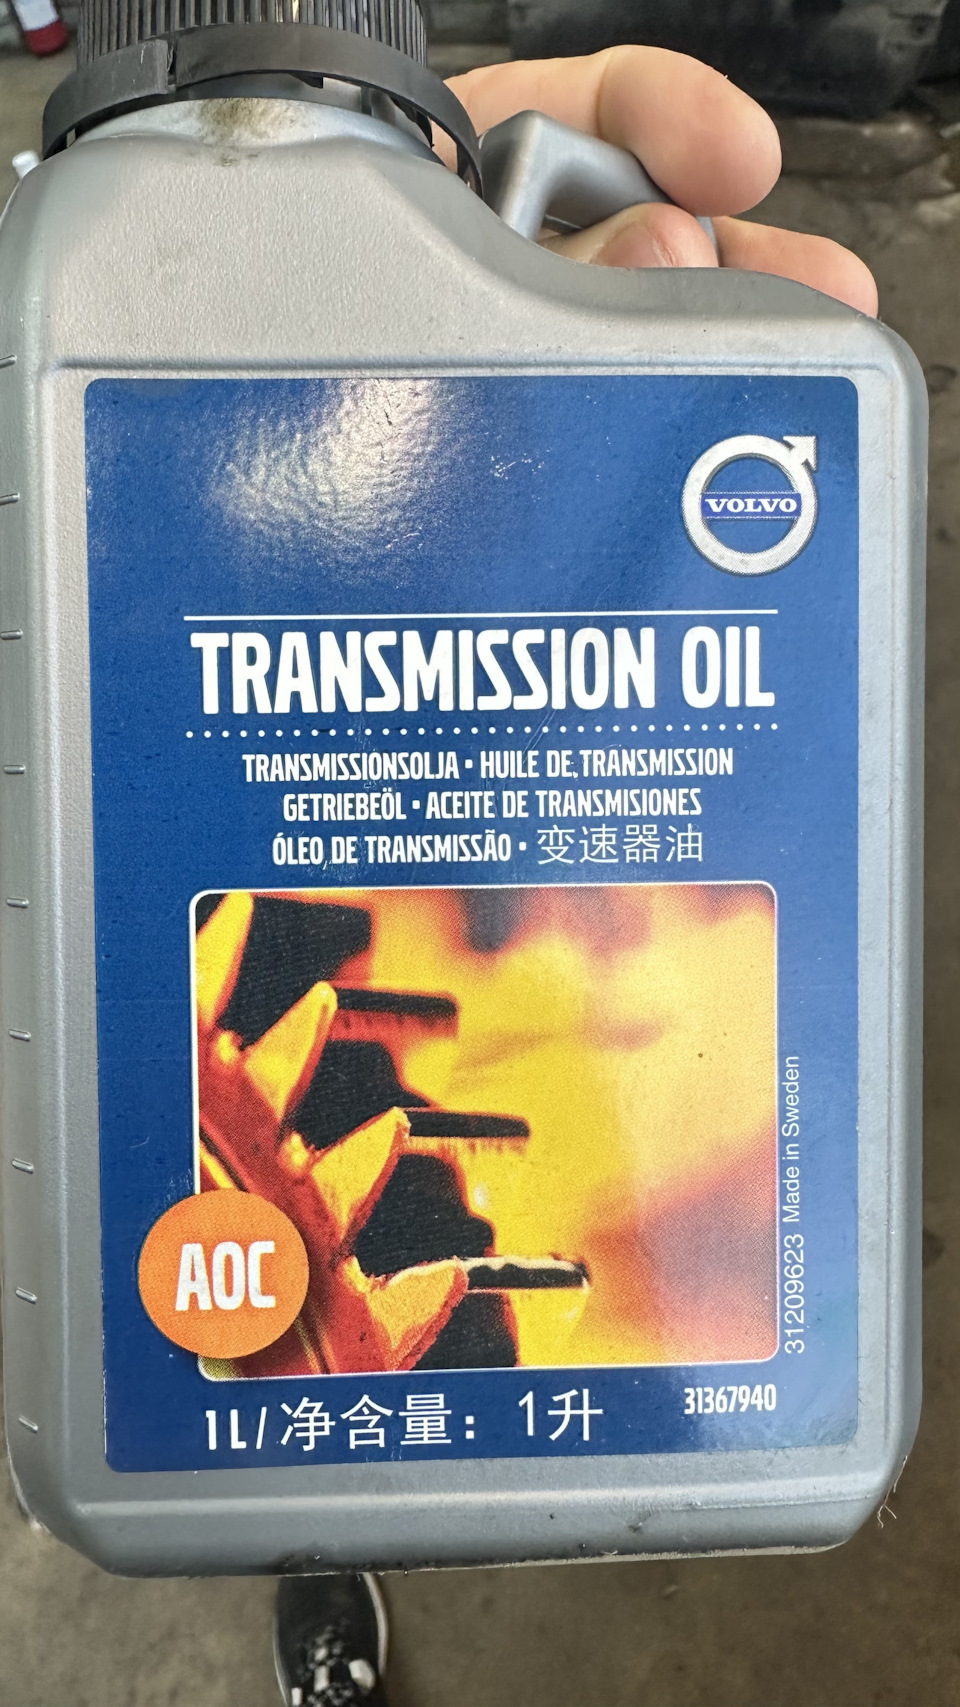 VOLVO
TRANSMISSION OIL
TRANSMISSIONSOLJA • HUILE DE TRANSMISSION
GETRIEBEÖL • ACEITE DE TRANSMISIONES
ÓLEO DE TRANSMISSÃO • 变速器油
31209623 Made in Sweden
AOC
31367940
1L/净含量：1升